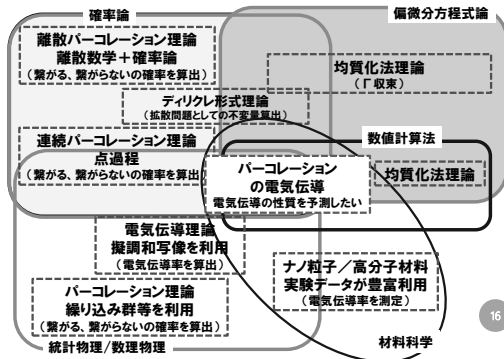 確率論
偏微分方程式論
離散パーコレーション理論
離散数学+確率論
(繋がる、繋がらないの確率を算出)
均質化法理論
(Γ収束)
ディリクレ形式理論
(拡散問題としての不変量算出)
数値計算法
連続パーコレーション理論
点過程
(繋がる、繋がらないの確率を算出)
パーコレーション
の電気伝導
電気伝導の性質を予測したい
均質化法理論
電気伝導理論
擬調和写像を利用
(電気伝導率を算出)
ナノ粒子/高分子材料
実験データが豊富利用
(電気伝導率を測定)
パーコレーション理論
繰り込み群等を利用
(繋がる、繋がらないの確率を算出)
16
材料科学
統計物理/数理物理